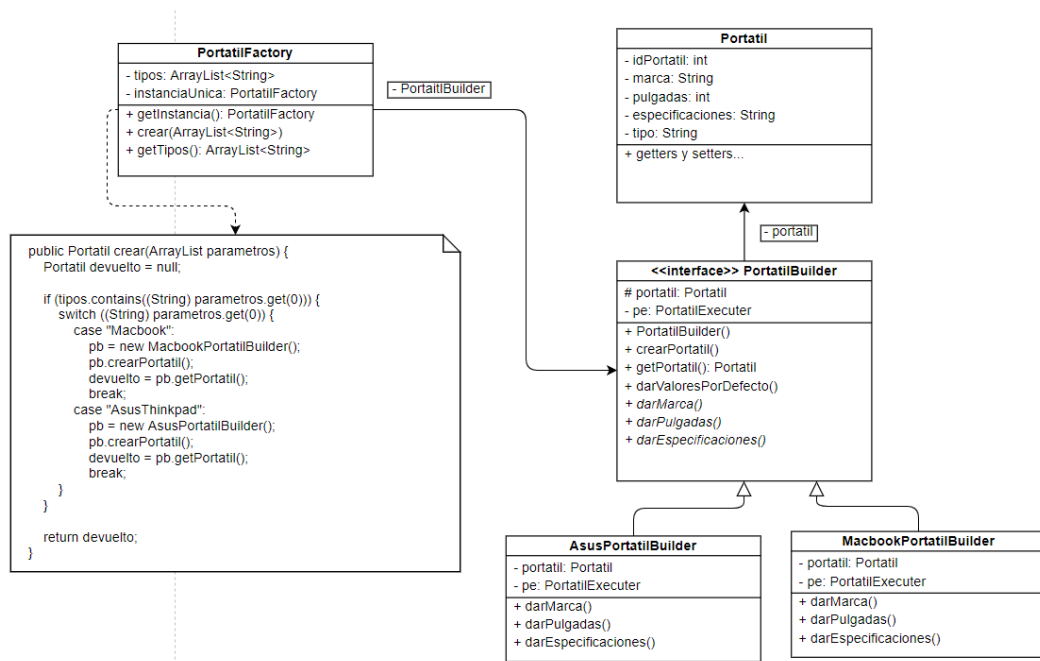 PortatilFactory
- tipos: ArrayList<String>
- instanciaUnica: PortatilFactory
+ getInstancia(): PortatilFactory
+ crear(ArrayList<String>)
+ getTipos(): ArrayList<String>
- PortaitlBuilder
Portatil
- idPortatil: int
- marca: String
- pulgadas: int
- especificaciones: String
- tipo: String
+ getters y setters...
- portatil
public Portatil crear(ArrayList parametros) {
Portatil devuelto = null;
if (tipos.contains((String) parametros.get(0))) {
switch ((String) parametros.get(0)) {
case "Macbook":
pb = new MacbookPortatilBuilder();
pb.crearPortatil();
devuelto = pb.getPortatil();
break;
case "AsusThinkpad":
pb = new AsusPortatilBuilder();
pb.crearPortatil();
devuelto = pb.getPortatil();
break;
}
}
return devuelto;
}
<<interface>> PortatilBuilder
# portatil: Portatil
- pe: PortatilExecuter
+ PortatilBuilder()
+ crearPortatil()
+ getPortatil(): Portatil
+ darValoresPorDefecto()
+ darMarca()
+ darPulgadas()
+ darEspecificaciones()
AsusPortatilBuilder
- portatil: Portatil
- pe: PortatilExecuter
+ darMarca()
+ darPulgadas()
+ darEspecificaciones()
MacbookPortatilBuilder
- portatil: Portatil
- pe: PortatilExecuter
+ darMarca()
+ darPulgadas()
+ darEspecificaciones()